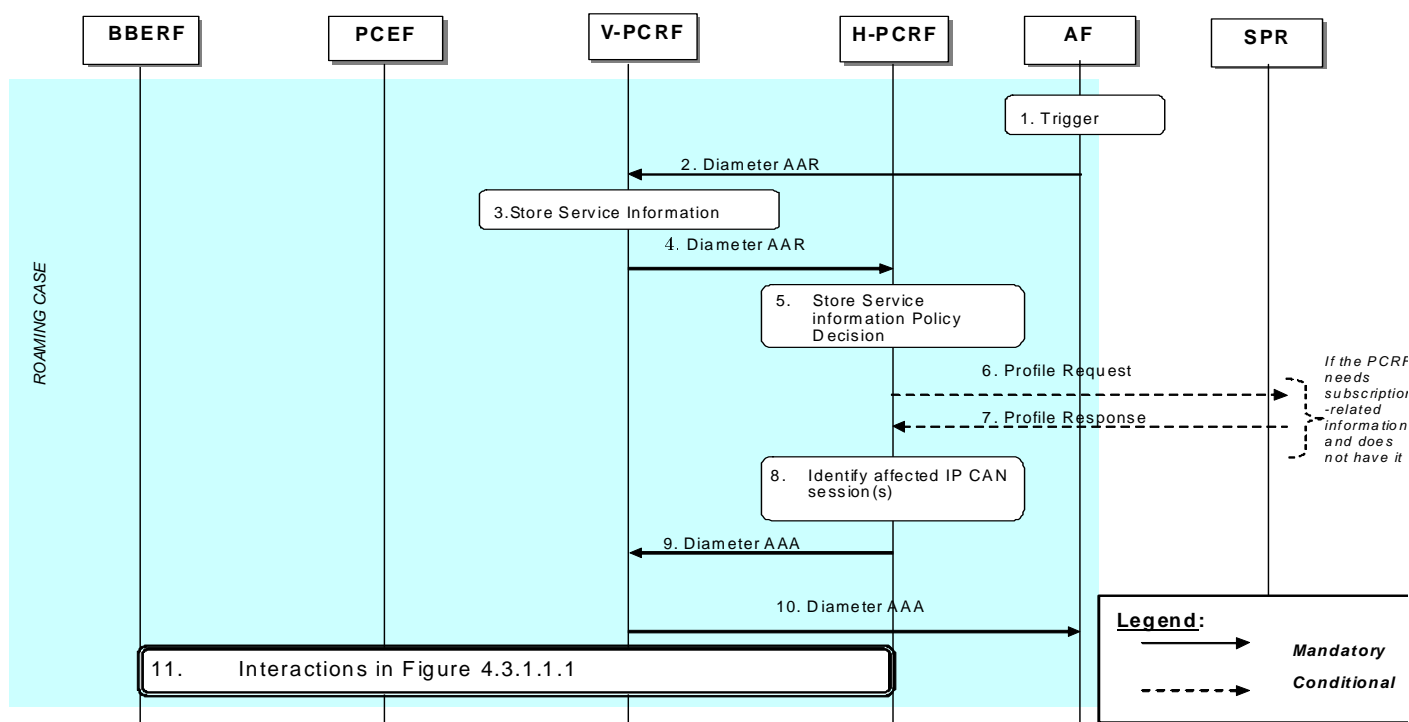 BBERF
PCEF
V-PCRF
H-PCRF
AF
SPR
1. Trigger
2. Diameter AAR
3.Store Service Information
4. Diameter AAR
ROAMING CASE
5. Store Service
information Policy
Decision
6. Profile Request
7. Profile Response
If the PCRF
needs
subscription
-related
information
and does
not have it
8. Identify affected IP CAN
session(s)
9. Diameter AAA
10. Diameter AAA
11. Interactions in Figure 4.3.1.1.1
Legend:
Mandatory
Conditional